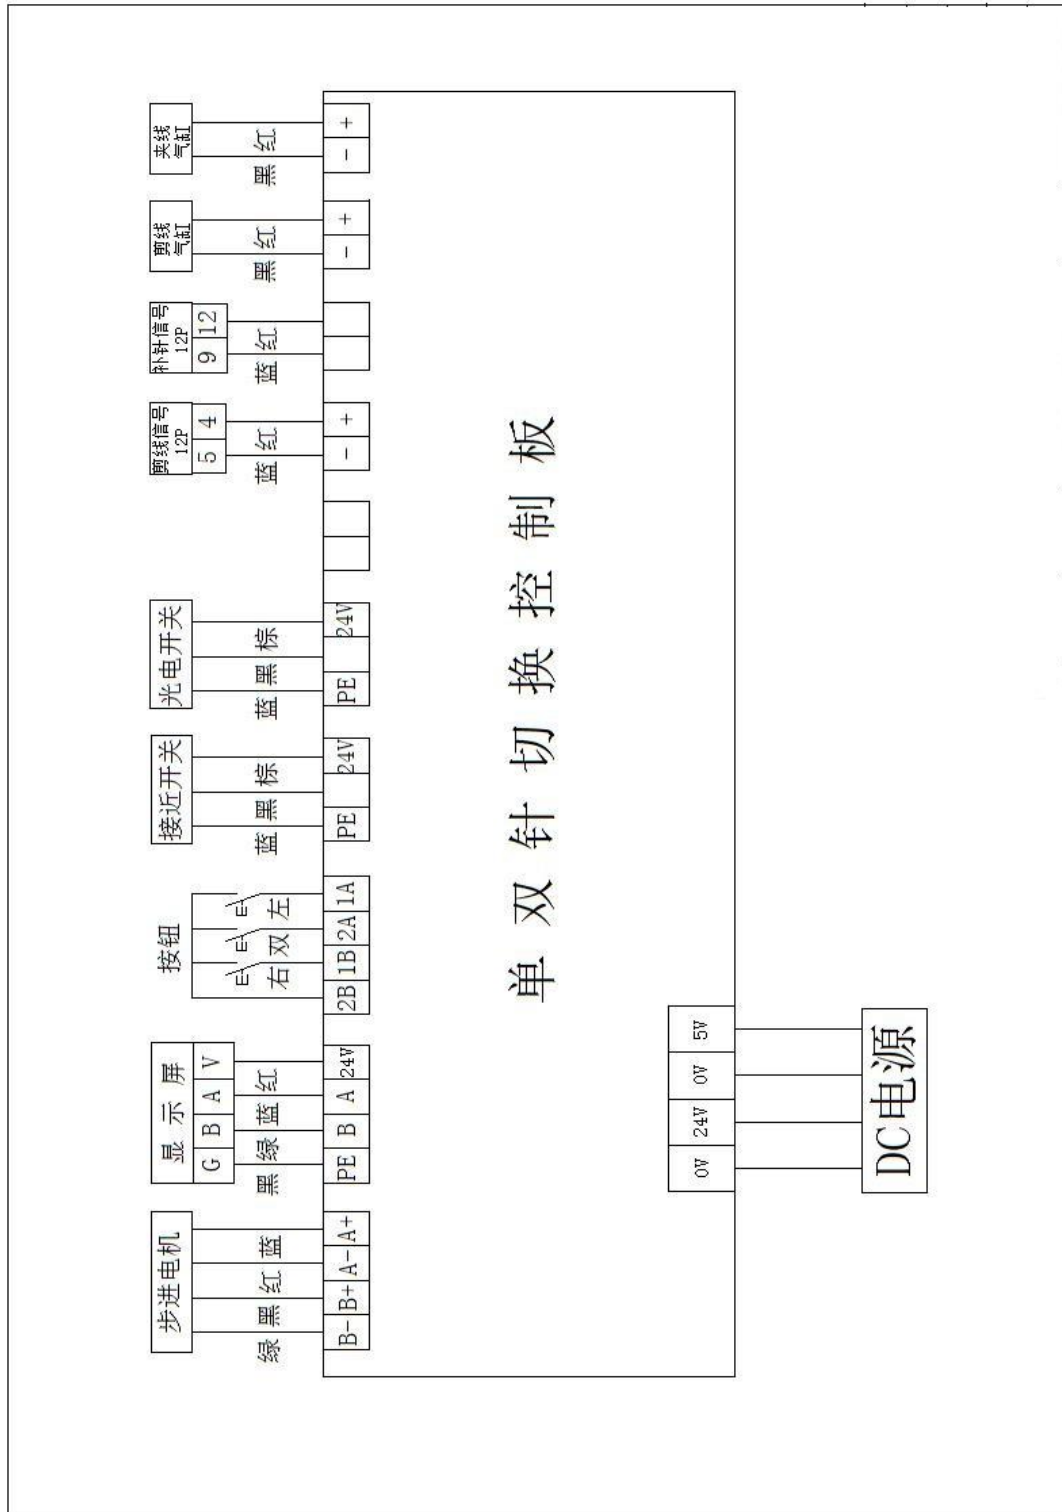 步进电机
绿 黑 红 蓝
B- B+ A- A+
显示屏
G B A V
黑 绿 蓝 红
PE B A 24V
按钮
E E E
右 双 左
2B 1B 2A 1A
接近开关
蓝 黑 棕
PE 24V
光电开关
蓝 黑 棕
PE 24V
剪线信号
12P
5 4
蓝 红
- +
补针信号
12P
9 12
蓝 红
剪线
气缸
黑 红
- +
夹线
气缸
黑 红
- +
单双针切换控制板
0V 24V 0V 5V
DC电源